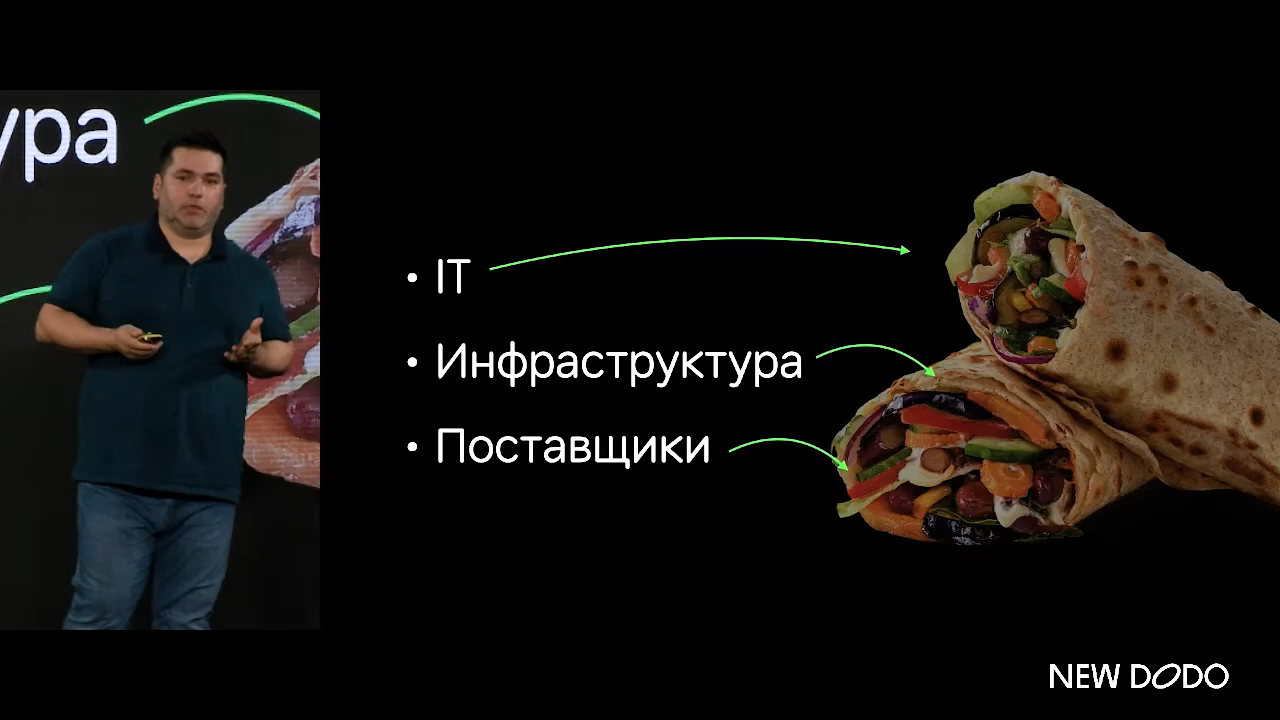 ура
• IT
• Инфраструктура
• Поставщики
NEW DODO